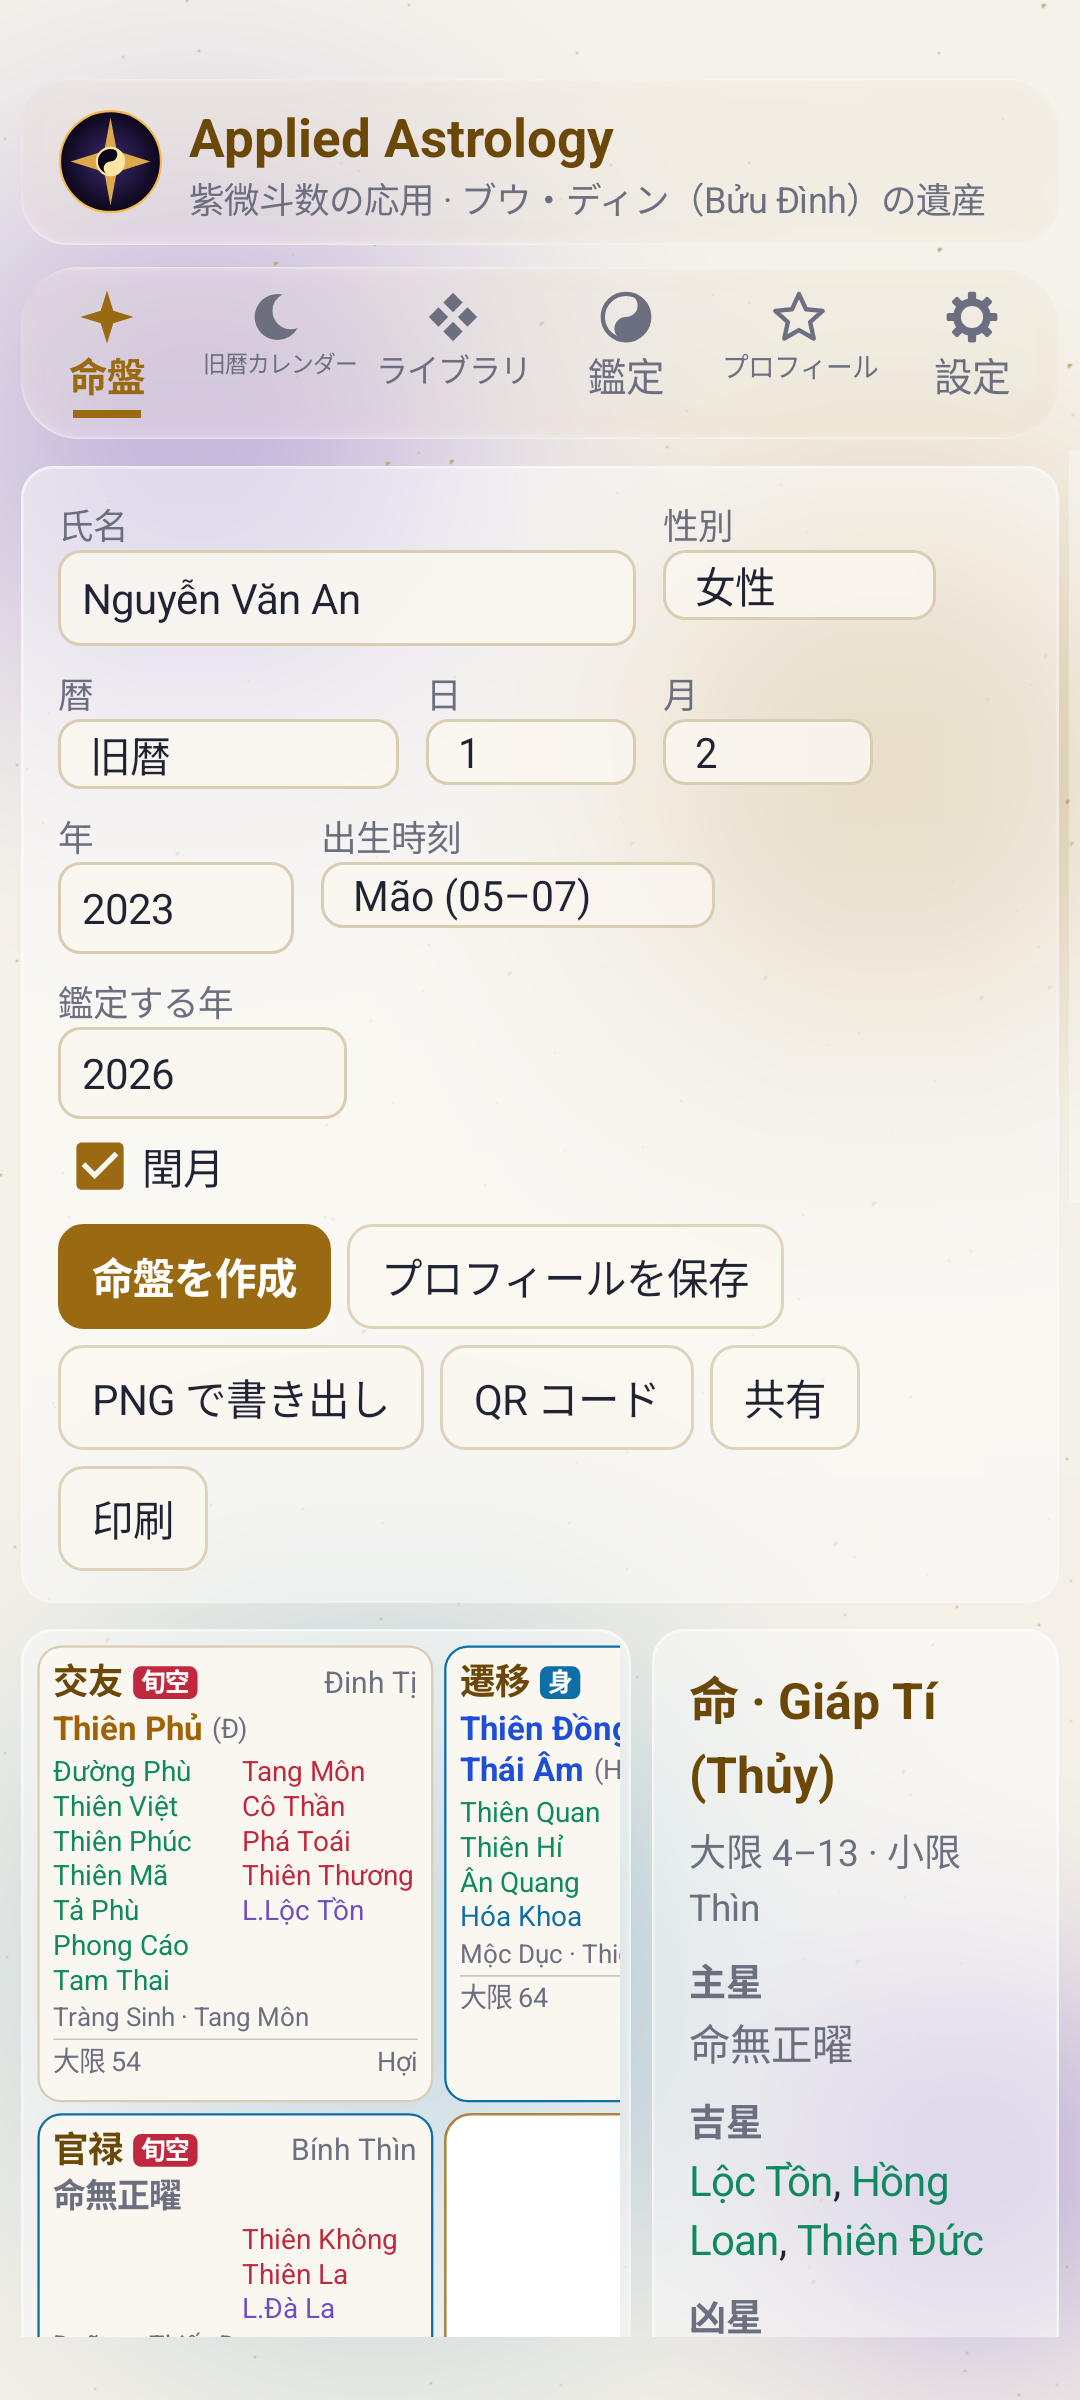 Applied Astrology
紫微斗数の応用 · ブウ・ディン（Bửu Đình）の遺産
命盤
旧暦カレンダー
ライブラリ
鑑定
プロフィール
設定
氏名
性別
Nguyễn Văn An
女性
暦
日
月
旧暦
1
2
年
出生時刻
2023
Mão (05–07)
鑑定する年
2026
閏月
命盤を作成
プロフィールを保存
PNG で書き出し
QR コード
共有
印刷
交友 旬空 Đinh Tị
Thiên Phủ (Đ)
Đường Phù Tang Môn
Thiên Việt Cô Thần
Thiên Phúc Phá Toái
Thiên Mã Thiên Thương
Tả Phù L.Lộc Tồn
Phong Cáo
Tam Thai
Tràng Sinh · Tang Môn
大限 54 Hợi
遷移 身
Thiên Đồng
Thái Âm (H
Thiên Quan
Thiên Hỉ
Ân Quang
Hóa Khoa
Mộc Dục · Thi
大限 64
官禄 旬空 Bính Thìn
命無正曜
Thiên Không
Thiên La
L.Đà La
命 · Giáp Tí
(Thủy)
大限 4–13 · 小限
Thìn
主星
命無正曜
吉星
Lộc Tồn, Hồng
Loan, Thiên Đức
凶星